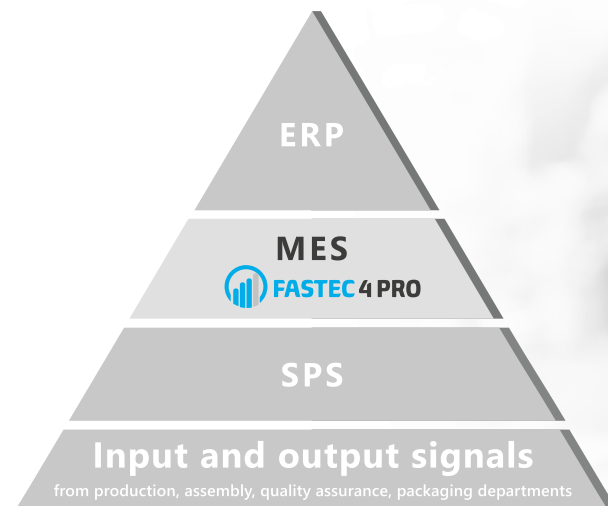 ERP
MES
FASTEC 4 PRO
SPS
Input and output signals
from production, assembly, quality assurance, packaging departments